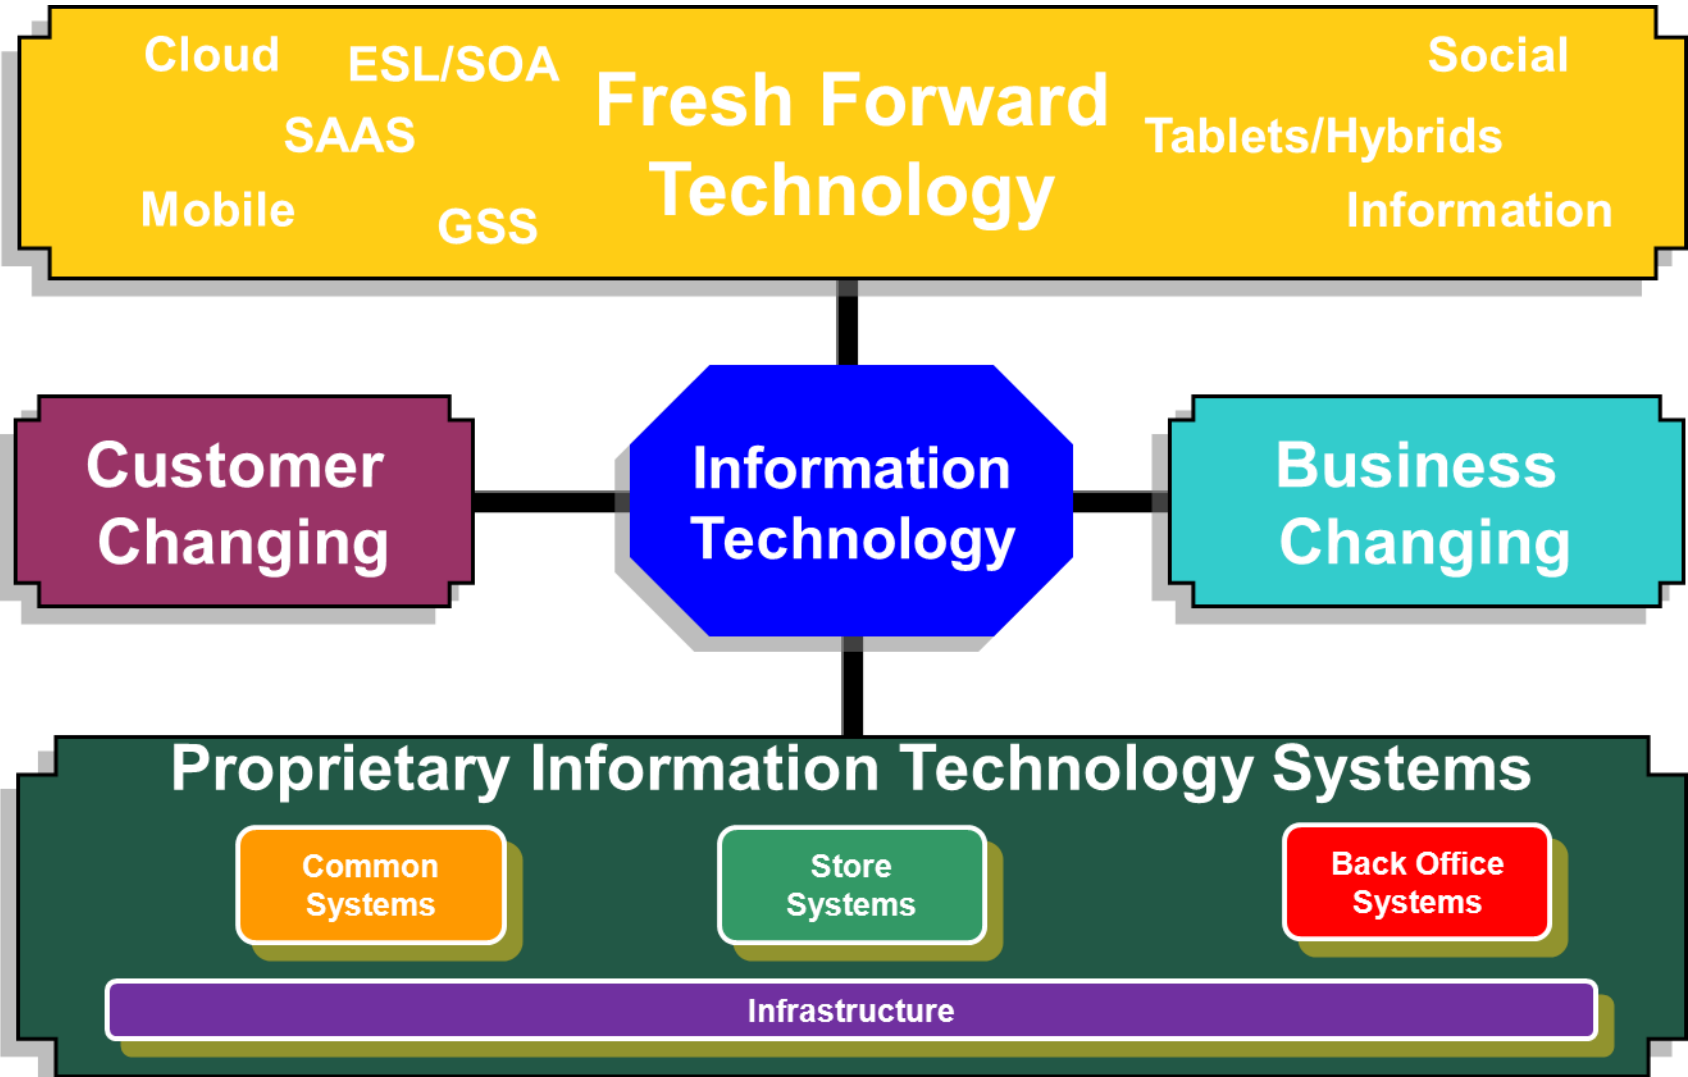 Cloud
ESL/SOA
SAAS
Mobile
GSS
Fresh Forward
Technology
Social
Tablets/Hybrids
Information
Customer
Changing
Information
Technology
Business
Changing
Proprietary Information Technology Systems
Common
Systems
Store
Systems
Back Office
Systems
Infrastructure